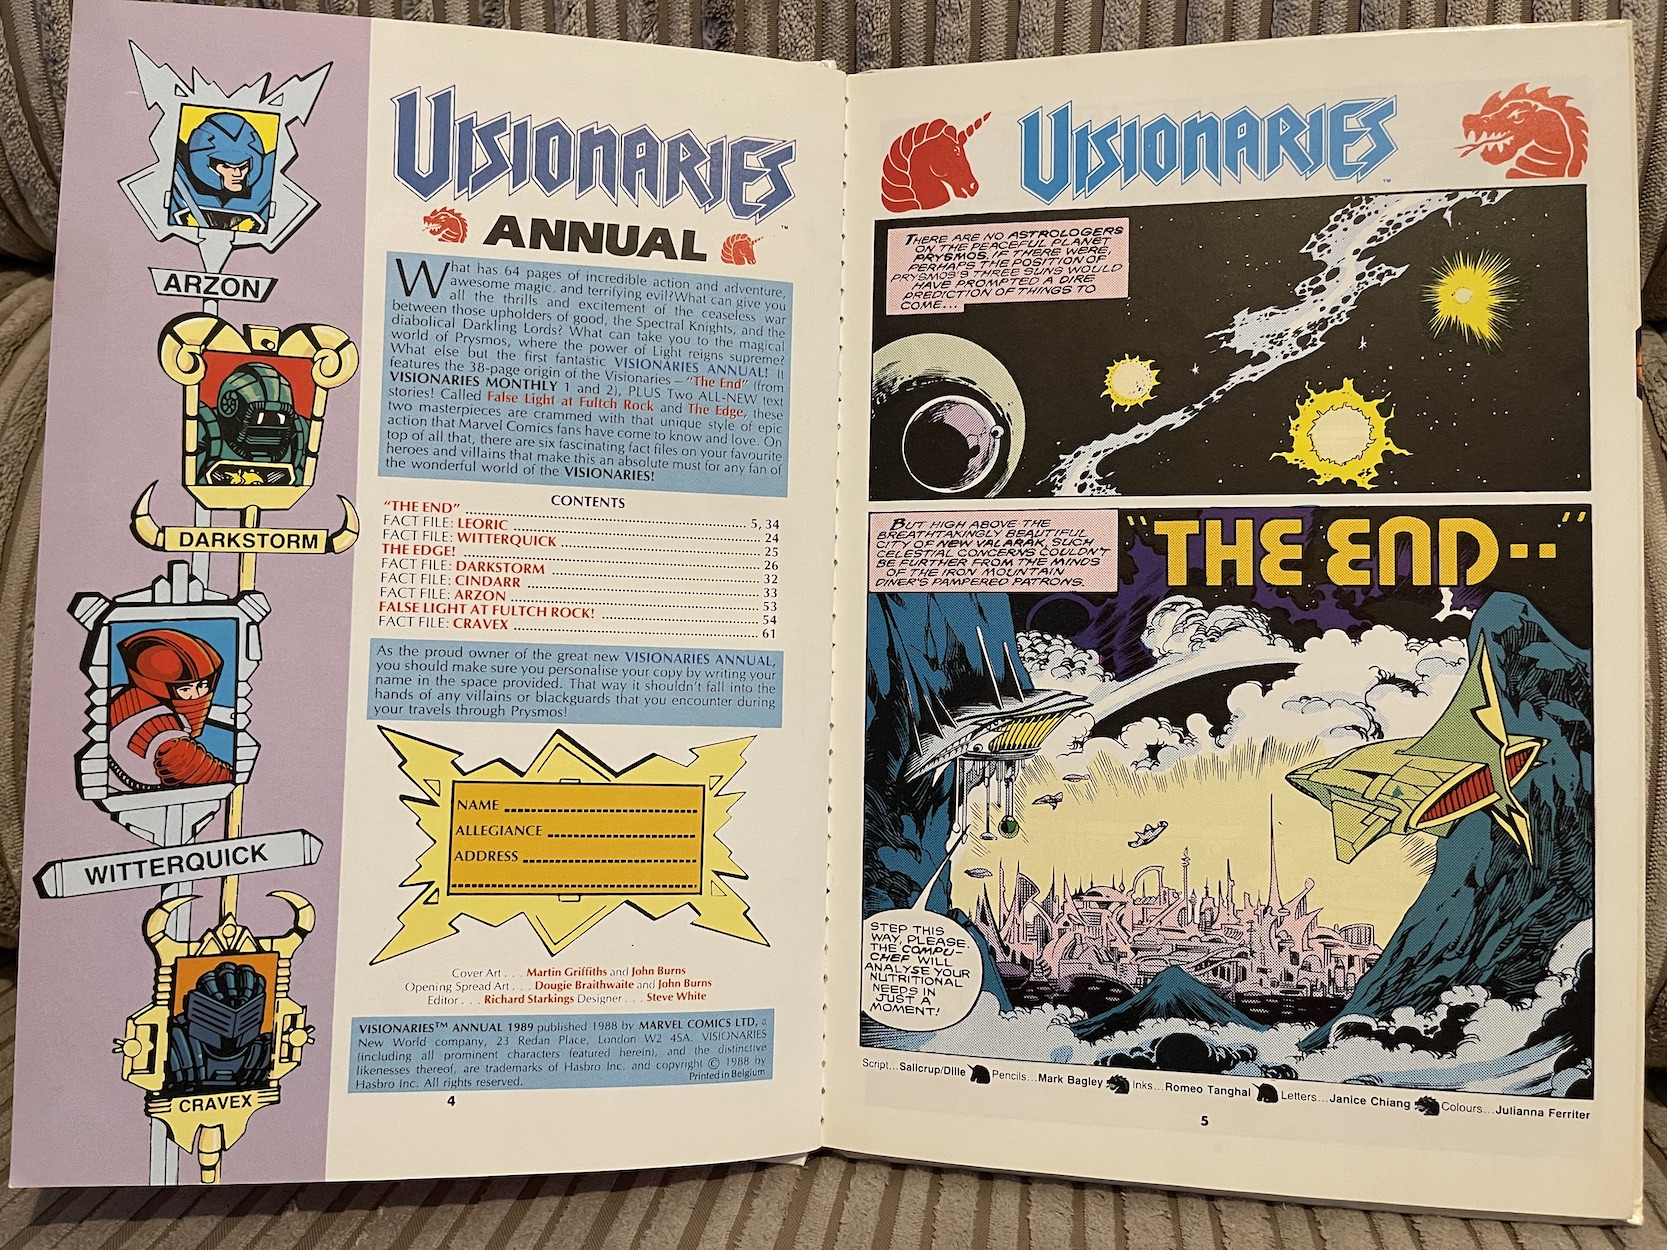 ARZON
DARKSTORM
WITTERQUICK
CRAVEX
VISIONARIES
™
ANNUAL
What has 64 pages of incredible action and adventure,
awesome magic, and terrifying evil? What can give you
all the thrills and excitement of the ceaseless war
between those upholders of good, the Spectral Knights, and the
diabolical Darkling Lords? What can take you to the magical
world of Prysmos, where the power of Light reigns supreme?
What else but the first fantastic VISIONARIES ANNUAL! It
features the 38-page origin of the Visionaries – "The End" (from
VISIONARIES MONTHLY 1 and 2), PLUS Two ALL-NEW text
stories! Called False Light at Fultch Rock and The Edge, these
two masterpieces are crammed with that unique style of epic
action that Marvel Comics fans have come to know and love. On
top of all that, there are six fascinating fact files on your favourite
heroes and villains that make this an absolute must for any fan of
the wonderful world of the VISIONARIES!
CONTENTS
"THE END" ........ 5, 34
FACT FILE: LEORIC ........ 24
FACT FILE: WITTERQUICK ........ 25
THE EDGE! ........ 26
FACT FILE: DARKSTORM ........ 32
FACT FILE: CINDARR ........ 33
FACT FILE: ARZON ........ 53
FALSE LIGHT AT FULTCH ROCK! ........ 54
FACT FILE: CRAVEX ........ 61
As the proud owner of the great new VISIONARIES ANNUAL,
you should make sure you personalise your copy by writing your
name in the space provided. That way it shouldn't fall into the
hands of any villains or blackguards that you encounter during
your travels through Prysmos!
NAME
ALLEGIANCE
ADDRESS
Cover Art . . . Martin Griffiths and John Burns
Opening Spread Art . . . Dougie Braithwaite and John Burns
Editor . . . Richard Starkings Designer . . . Steve White
VISIONARIES™ ANNUAL 1989 published 1988 by MARVEL COMICS LTD, a
New World company, 23 Redan Place, London W2 4SA. VISIONARIES
(including all prominent characters featured herein), and the distinctive
likenesses thereof, are trademarks of Hasbro Inc. and copyright © 1988 by
Hasbro Inc. All rights reserved. Printed in Belgium
4
VISIONARIES
™
THERE ARE NO ASTROLOGERS
ON THE PEACEFUL PLANET
PRYSMOS. IF THERE WERE,
PERHAPS THE POSITION OF
PRYSMOS'S THREE SUNS WOULD
HAVE PROMPTED A DIRE
PREDICTION OF THINGS TO
COME...
BUT HIGH ABOVE THE
BREATHTAKINGLY BEAUTIFUL
CITY OF NEW VALARAK, SUCH
CELESTIAL CONCERNS COULDN'T
BE FURTHER FROM THE MINDS
OF THE IRON MOUNTAIN
DINER'S PAMPERED PATRONS.
"THE END--"
STEP THIS
WAY, PLEASE.
THE COMPU-
CHEF WILL
ANALYSE YOUR
NUTRITIONAL
NEEDS IN
JUST A
MOMENT!
Script...Salicrup/Dille Pencils...Mark Bagley Inks...Romeo Tanghal Letters...Janice Chiang Colours...Julianna Ferriter
5